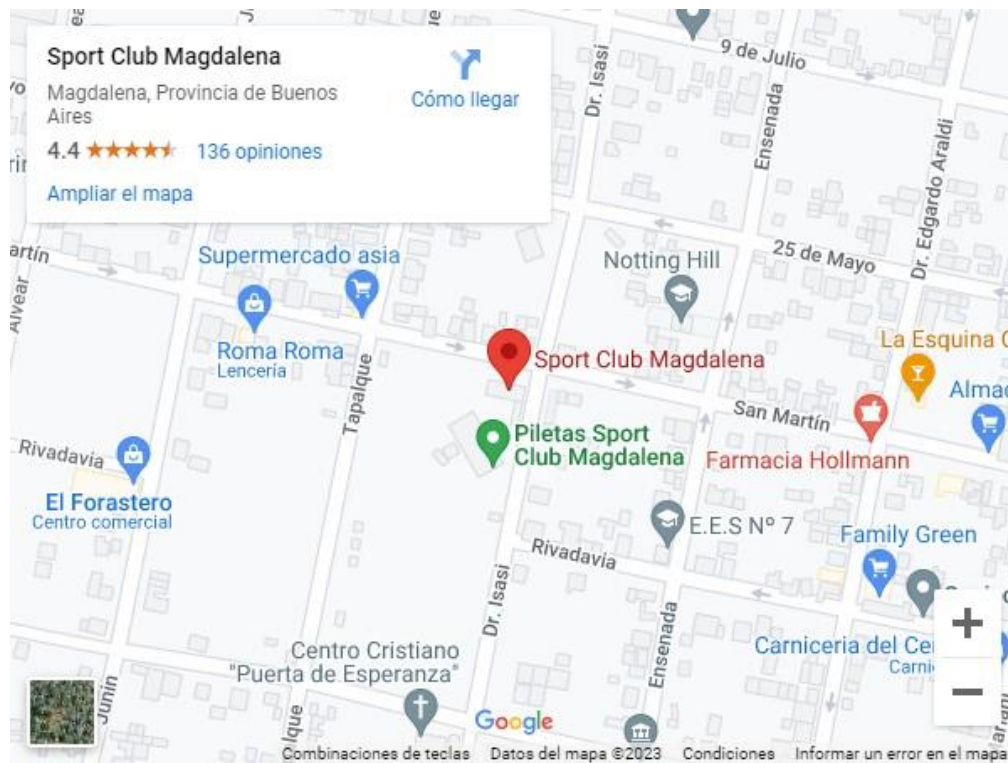 Sport Club Magdalena
Magdalena, Provincia de Buenos
Aires
4.4
136 opiniones
Cómo llegar
Ampliar el mapa
9 de Julio
Dr. Isasi
Ensenada
Dr. Edgardo Araldi
25 de Mayo
artín
Alvear
Supermercado asia
Notting Hill
Roma Roma
Lencería
Tapalque
Sport Club Magdalena
La Esquina
Almac
San Martín
Piletas Sport
Club Magdalena
Farmacia Hollmann
Rivadavia
El Forastero
Centro comercial
E.E.S Nº 7
Rivadavia
Family Green
Dr. Isasi
Ensenada
Carniceria del Ce
Carni
Centro Cristiano
"Puerta de Esperanza"
Junin
lque
Google
Combinaciones de teclas
Datos del mapa ©2023
Condiciones
Informar un error en el mapa
+
−